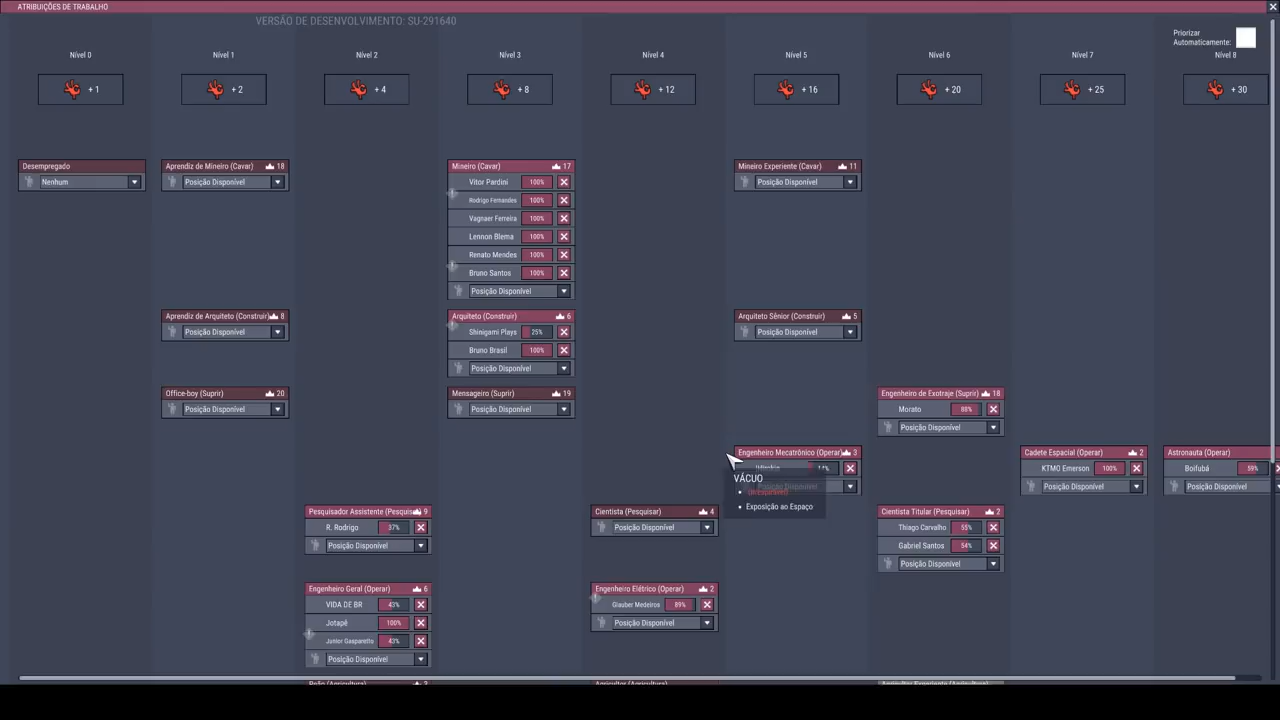 ATRIBUIÇÕES DE TRABALHO
VERSÃO DE DESENVOLVIMENTO: SU-291640
Priorizar
Automaticamente:
Nível 0
Nível 1
Nível 2
Nível 3
Nível 4
Nível 5
Nível 6
Nível 7
Nível 8
+ 1
+ 2
+ 4
+ 8
+ 12
+ 16
+ 20
+ 25
+ 30
Desempregado
Nenhum
Aprendiz de Mineiro (Cavar) 18
Posição Disponível
Mineiro (Cavar) 17
Vitor Pardini 100%
Rodrigo Fernandes 100%
Vagnaer Ferreira 100%
Lennon Blema 100%
Renato Mendes 100%
Bruno Santos 100%
Posição Disponível
Mineiro Experiente (Cavar) 11
Posição Disponível
Aprendiz de Arquiteto (Construir) 8
Posição Disponível
Arquiteto (Construir) 6
Shinigami Plays 25%
Bruno Brasil 100%
Posição Disponível
Arquiteto Sênior (Construir) 5
Posição Disponível
Office-boy (Suprir) 20
Posição Disponível
Mensageiro (Suprir) 19
Posição Disponível
Engenheiro de Exotraje (Suprir) 18
Morato 88%
Posição Disponível
Engenheiro Mecatrônico (Operar) 3
14%
Posição Disponível
VÁCUO
Exposição ao Espaço
Cadete Espacial (Operar) 2
KTMO Emerson 100%
Posição Disponível
Astronauta (Operar)
Boifubá 59%
Posição Disponível
Pesquisador Assistente (Pesquisar) 9
R. Rodrigo 37%
Posição Disponível
Cientista (Pesquisar) 4
Posição Disponível
Cientista Titular (Pesquisar) 2
Thiago Carvalho 55%
Gabriel Santos 54%
Posição Disponível
Engenheiro Geral (Operar) 6
VIDA DE BR 43%
Jotapê 100%
Junior Gasparetto 43%
Posição Disponível
Engenheiro Elétrico (Operar) 2
Glauber Medeiros 89%
Posição Disponível